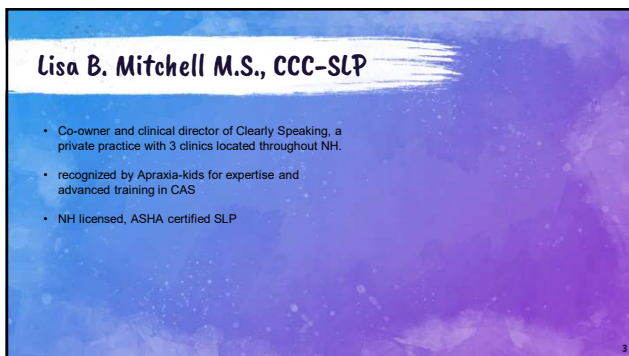 Lisa B. Mitchell M.S., CCC-SLP
• Co-owner and clinical director of Clearly Speaking, a
private practice with 3 clinics located throughout NH.
• recognized by Apraxia-kids for expertise and
advanced training in CAS
• NH licensed, ASHA certified SLP
3